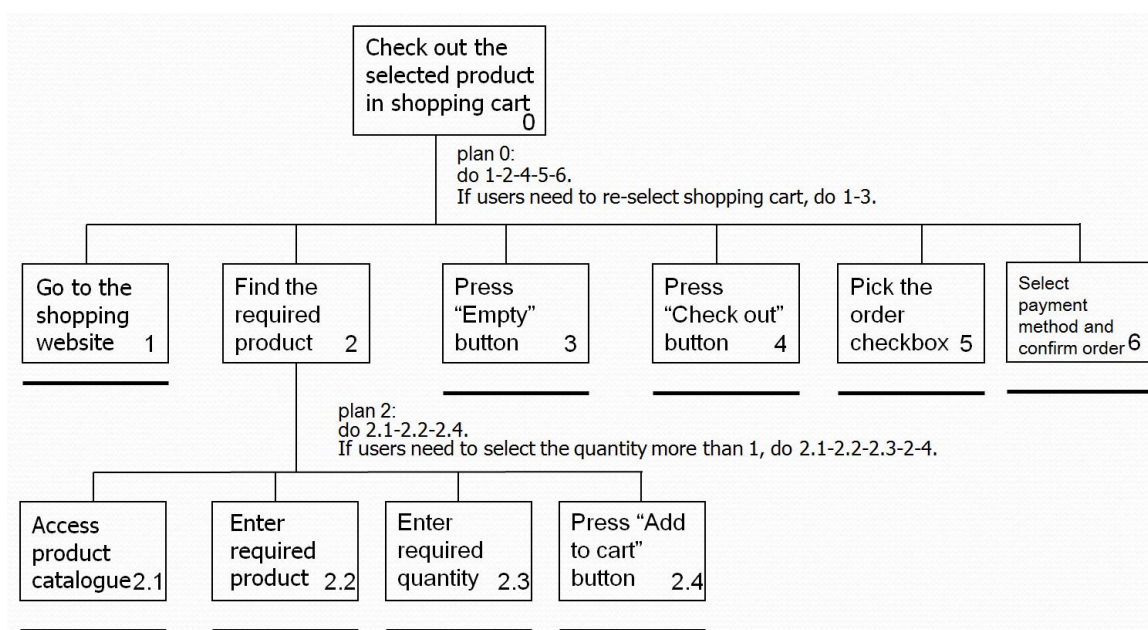 Check out the
selected product
in shopping cart
0
plan 0:
do 1-2-4-5-6.
If users need to re-select shopping cart, do 1-3.
Go to the
shopping
website 1
Find the
required
product 2
Press
“Empty”
button 3
Press
“Check out”
button 4
Pick the
order
checkbox 5
Select
payment
method and
confirm order 6
plan 2:
do 2.1-2.2-2.4.
If users need to select the quantity more than 1, do 2.1-2.2-2.3-2-4.
Access
product
catalogue 2.1
Enter
required
product 2.2
Enter
required
quantity 2.3
Press “Add
to cart”
button 2.4